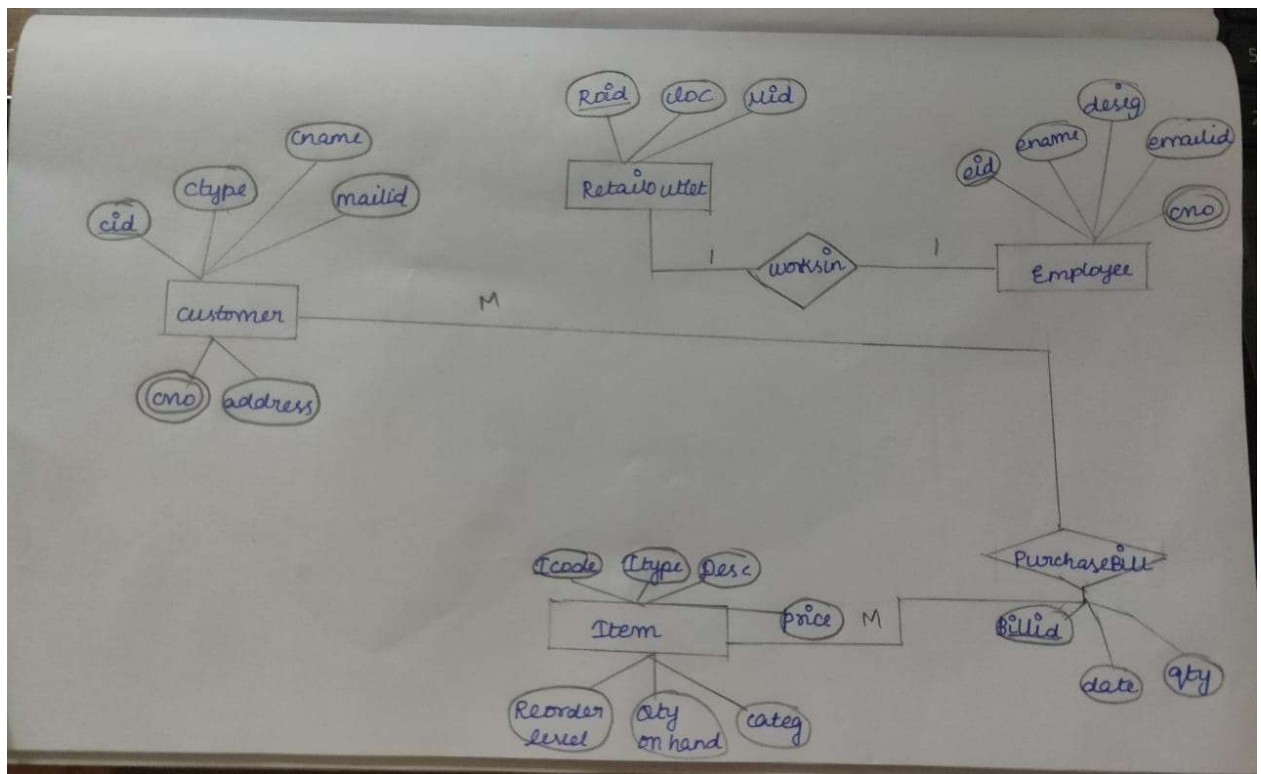 Roid
Loc
Mid
desig
ename
emailid
eid
cno
Retailoutlet
worksin
1
1
Employee
cname
ctype
mailid
cid
customer
M
cno
address
PurchaseBill
Billid
date
qty
Icode
Itype
Desc
price
M
Item
Reorder
level
Qty
on hand
categ